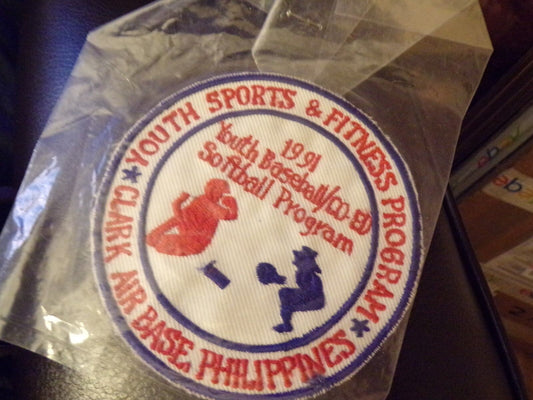 YOUTH SPORTS & FITNESS PROGRAM
1991
Youth Baseball/CO-ED
Softball Program
CLARK AIR BASE, PHILIPPINES